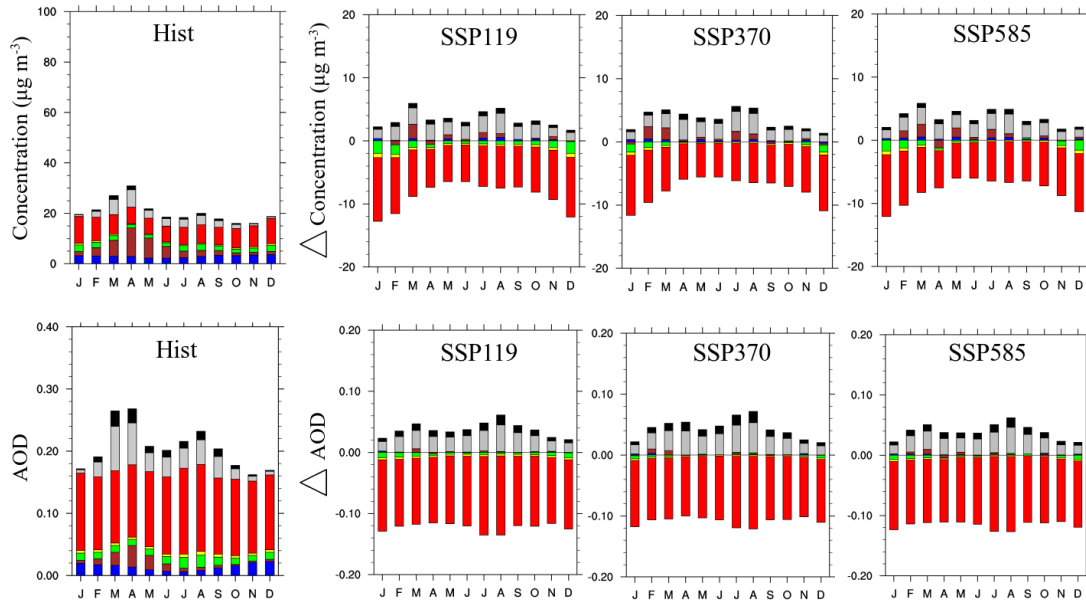 Concentration (µg m⁻³)
100
80
60
40
20
0
Hist
J F M A M J J A S O N D
△ Concentration (µg m⁻³)
20
10
0
-10
-20
SSP119
J F M A M J J A S O N D
20
10
0
-10
-20
SSP370
J F M A M J J A S O N D
20
10
0
-10
-20
SSP585
J F M A M J J A S O N D
AOD
0.40
0.30
0.20
0.10
0.00
Hist
J F M A M J J A S O N D
△ AOD
0.20
0.10
0.00
-0.10
-0.20
SSP119
J F M A M J J A S O N D
0.20
0.10
0.00
-0.10
-0.20
SSP370
J F M A M J J A S O N D
0.20
0.10
0.00
-0.10
-0.20
SSP585
J F M A M J J A S O N D